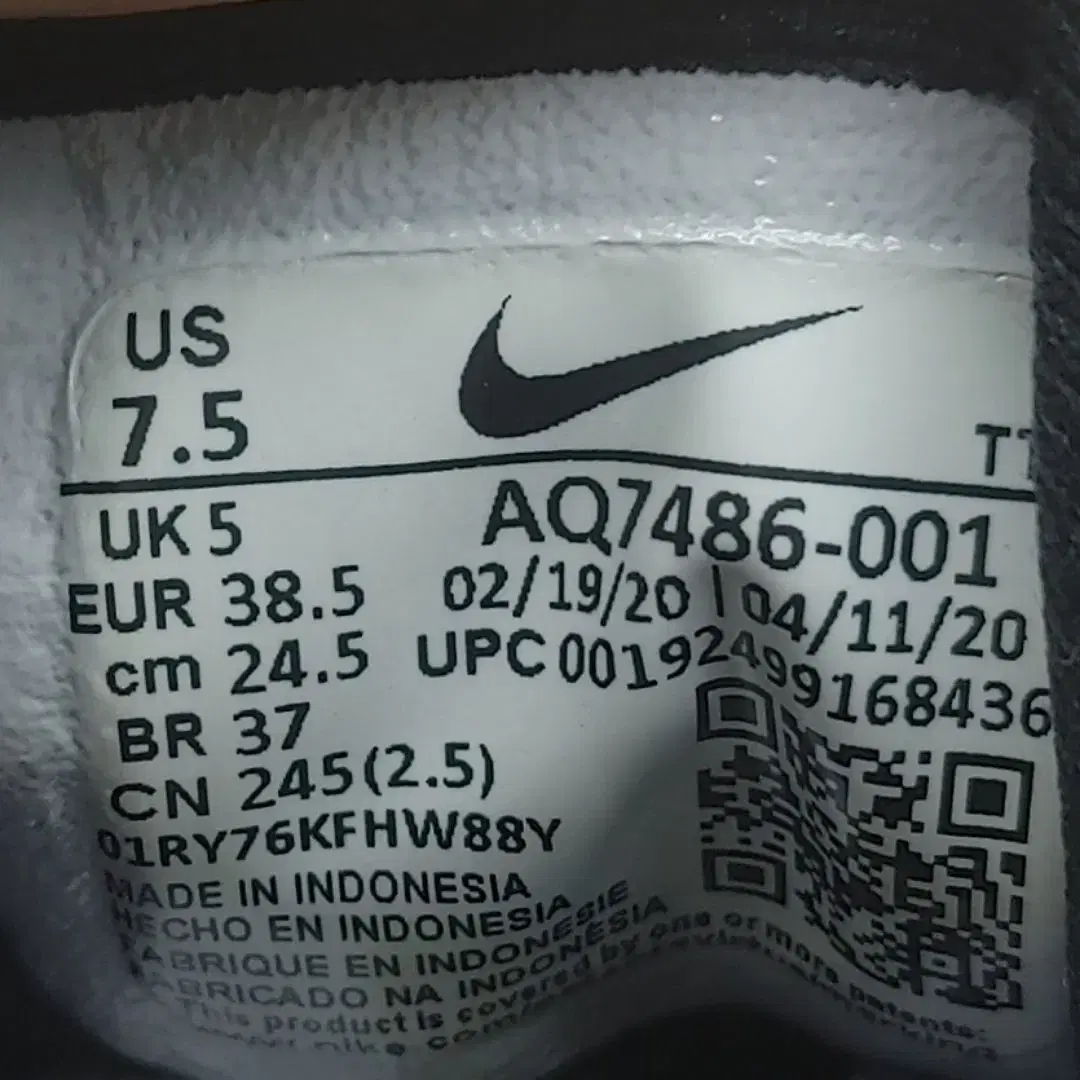 US
7.5
UK 5
AQ7486-001
EUR 38.5
02/19/20 | 04/11/20
cm 24.5
UPC 00192499168436
BR 37
CN 245(2.5)
01RY76KFHW88Y
MADE IN INDONESIA
HECHO EN INDONESIA
FABRIQUE EN INDONESIE
FABRICADO NA INDONESIA
This product is covered by one or more patents: